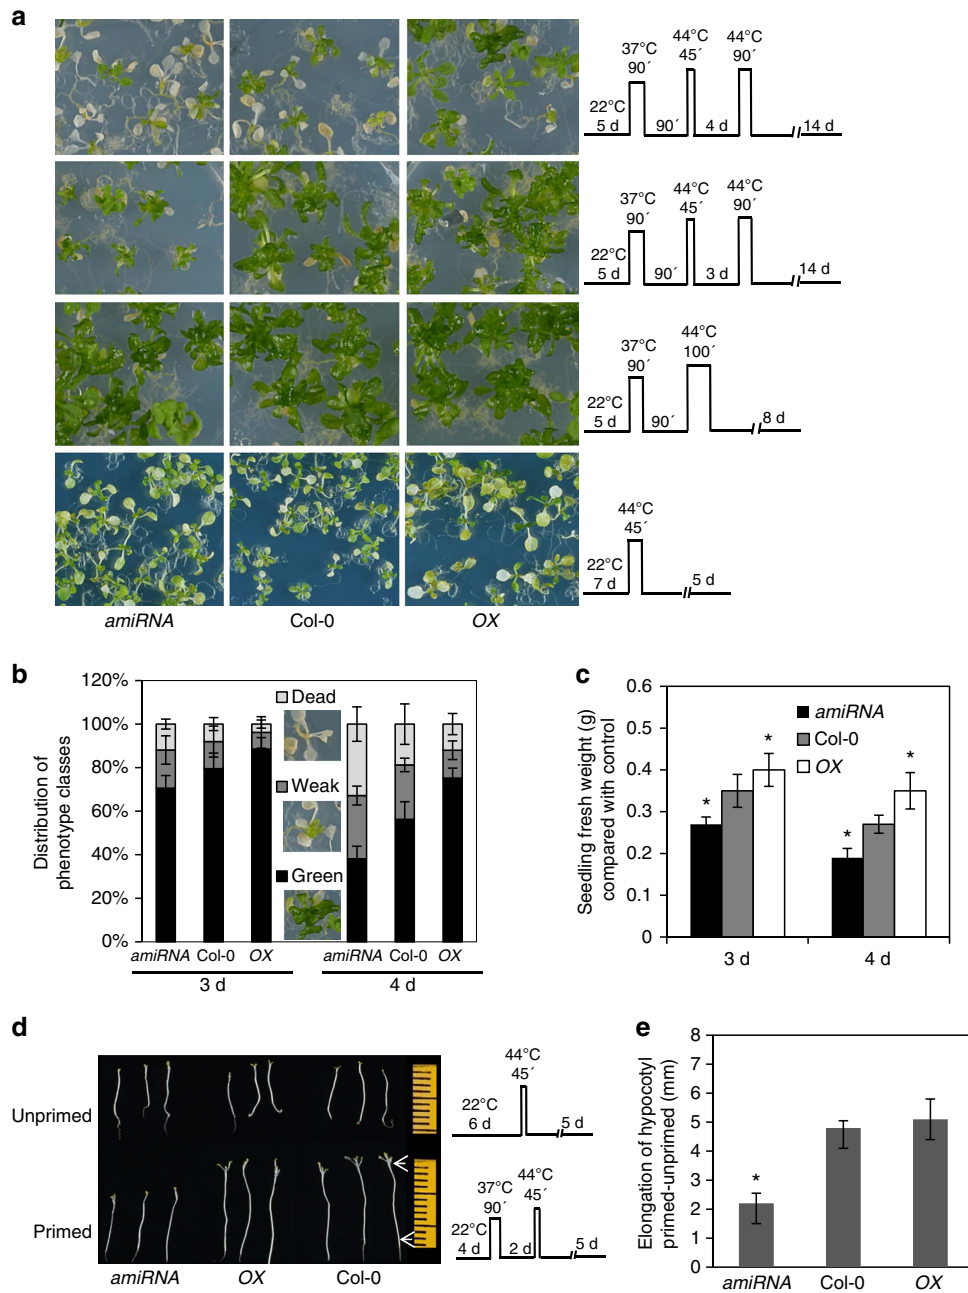 a
37°C
90´
44°C
45´
44°C
90´
22°C
5 d
90´
4 d
14 d
37°C
90´
44°C
45´
44°C
90´
22°C
5 d
90´
3 d
14 d
37°C
90´
44°C
100´
22°C
5 d
90´
8 d
44°C
45´
22°C
7 d
5 d
amiRNA
Col-0
OX
b
Distribution of
phenotype classes
120%
100%
80%
60%
40%
20%
0%
Dead
Weak
Green
amiRNA Col-0 OX
amiRNA Col-0 OX
3 d
4 d
c
Seedling fresh weight (g)
compared with control
0.6
0.5
0.4
0.3
0.2
0.1
0
amiRNA
Col-0
OX
*
*
*
*
3 d
4 d
d
Unprimed
Primed
amiRNA
OX
Col-0
44°C
45´
22°C
6 d
5 d
37°C
90´
44°C
45´
22°C
4 d
2 d
5 d
e
Elongation of hypocotyl
primed-unprimed (mm)
8
7
6
5
4
3
2
1
0
*
amiRNA
Col-0
OX